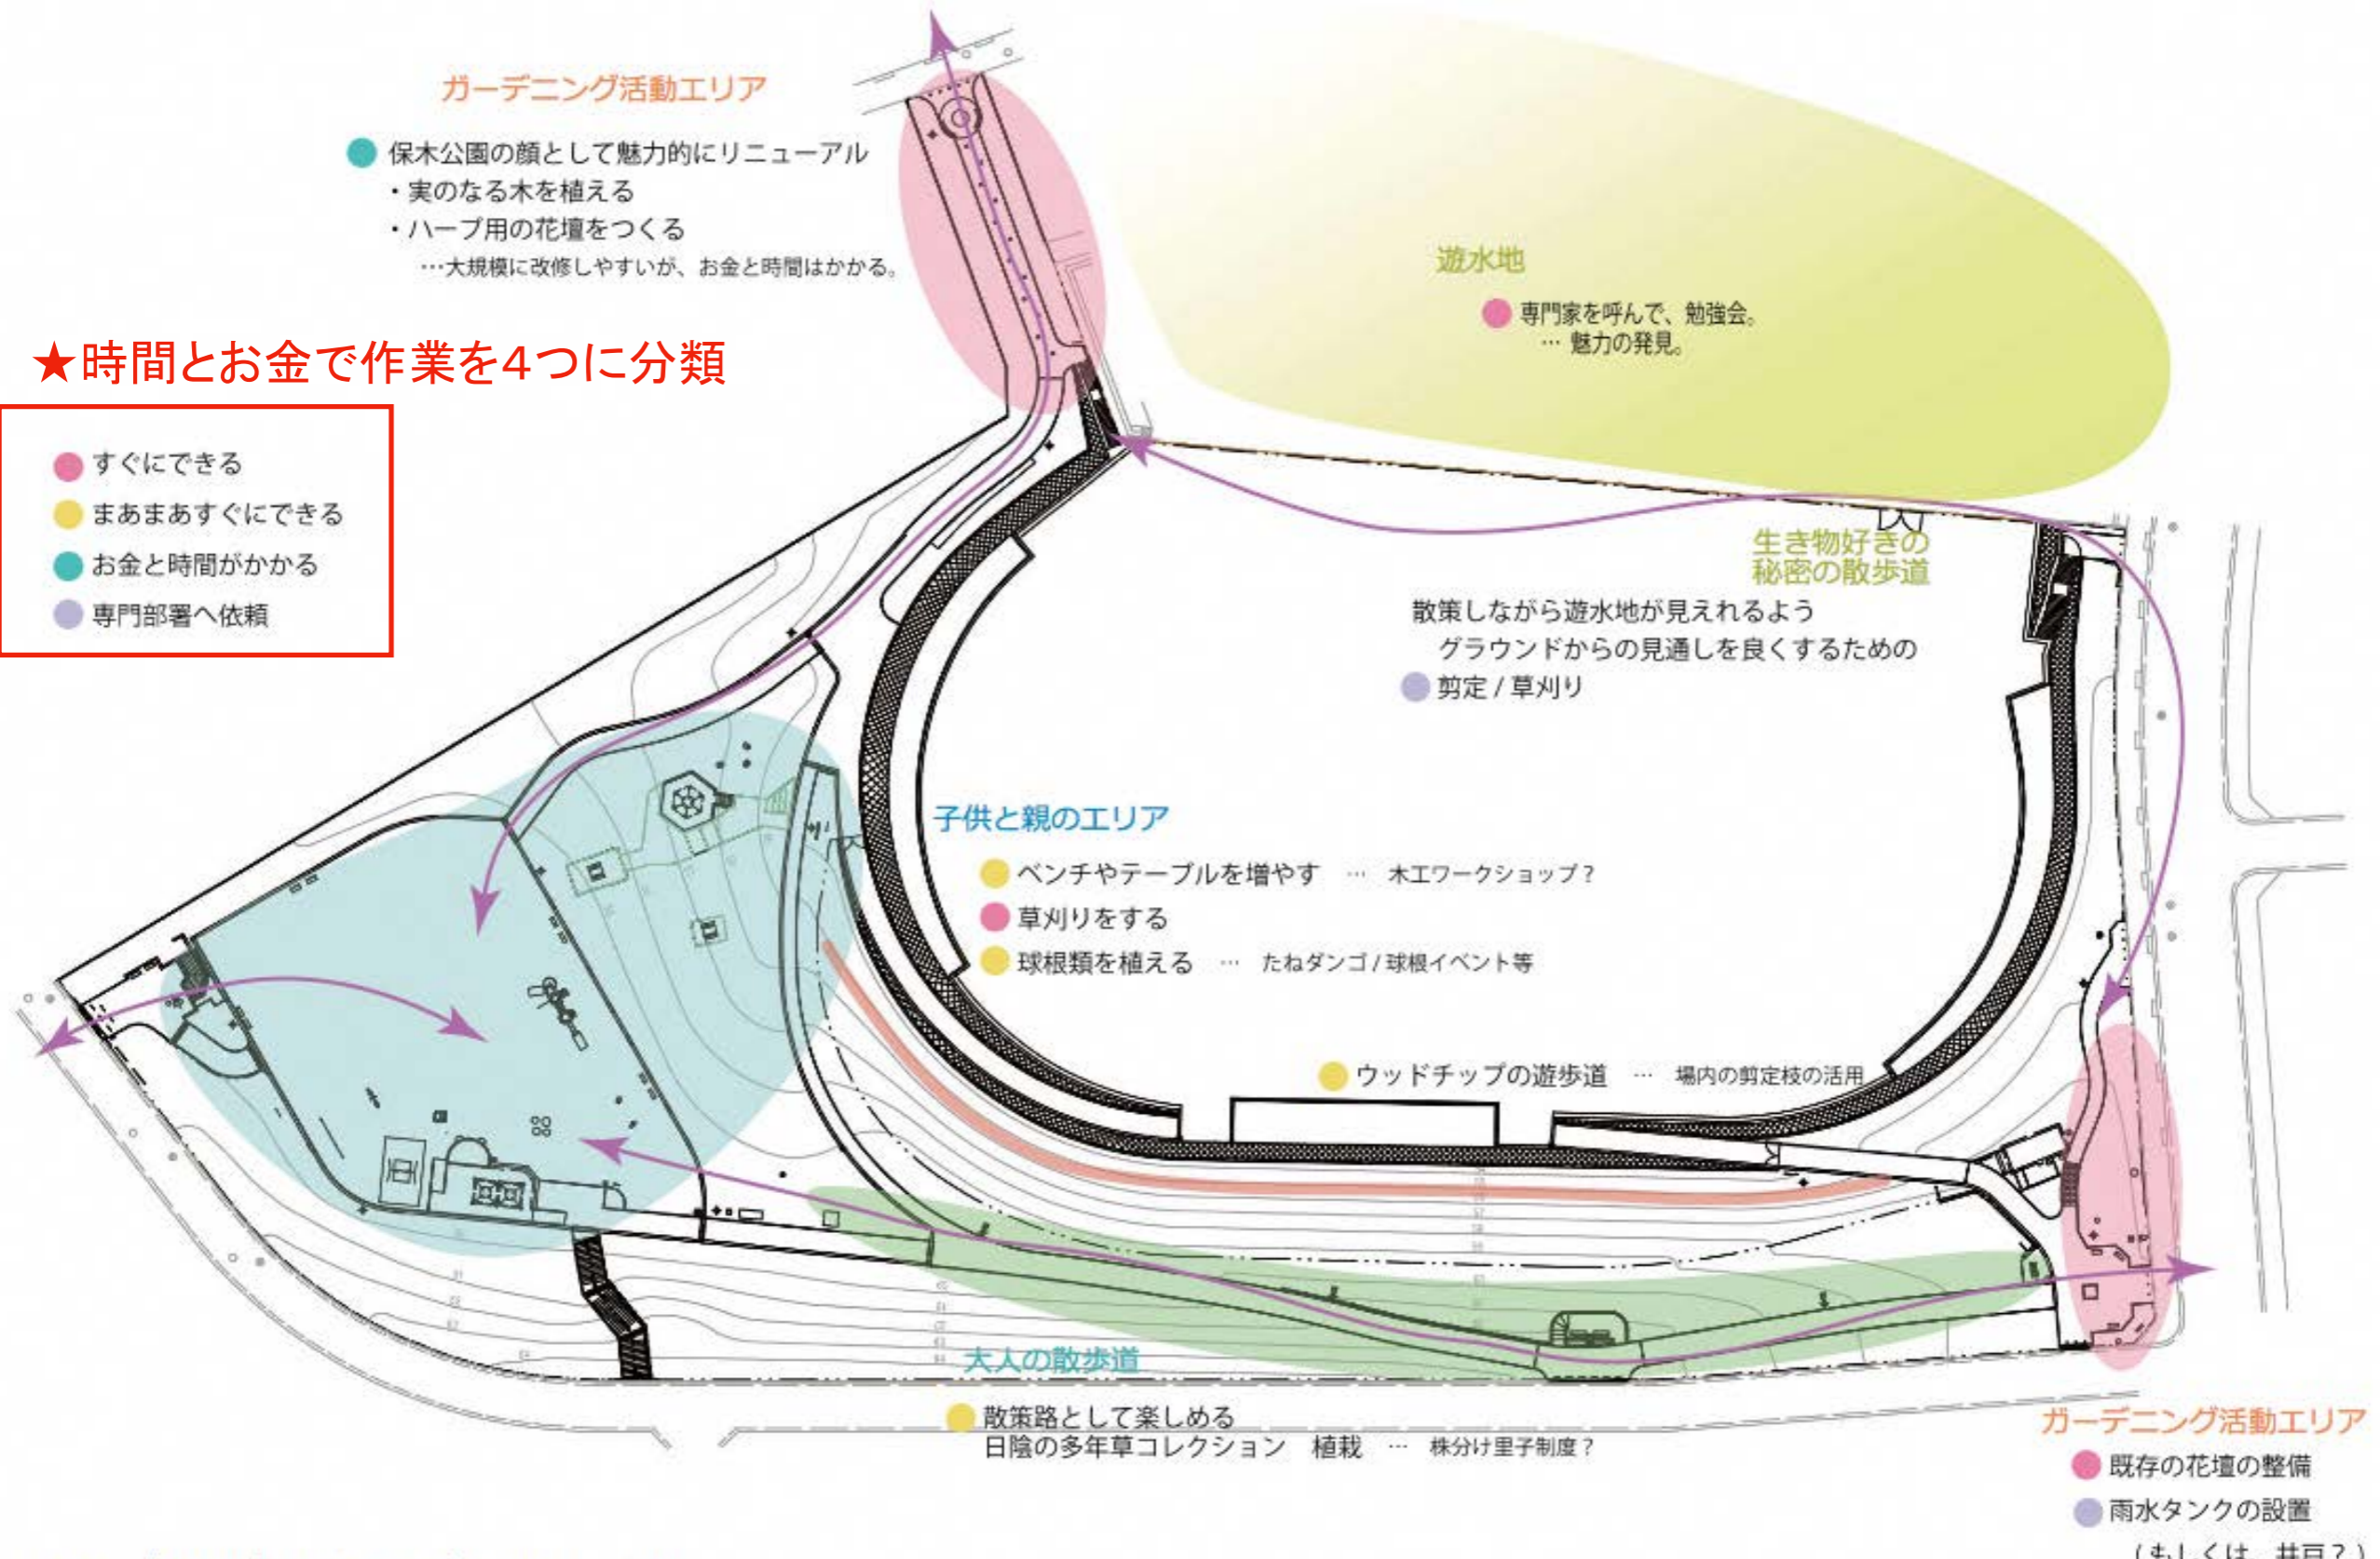 ガーデニング活動エリア
保木公園の顔として魅力的にリニューアル
・実のなる木を植える
・ハーブ用の花壇をつくる
…大規模に改修しやすいが、お金と時間はかかる。
★時間とお金で作業を4つに分類
すぐにできる
まあまあすぐにできる
お金と時間がかかる
専門部署へ依頼
遊水地
専門家を呼んで、勉強会。
… 魅力の発見。
生き物好きの
秘密の散歩道
散策しながら遊水地が見えれるよう
グラウンドからの見通しを良くするための
剪定 / 草刈り
子供と親のエリア
ベンチやテーブルを増やす … 木工ワークショップ？
草刈りをする
球根類を植える … たねダンゴ / 球根イベント等
ウッドチップの遊歩道 … 場内の剪定枝の活用
大人の散歩道
散策路として楽しめる
日陰の多年草コレクション 植栽 … 株分け里子制度？
ガーデニング活動エリア
既存の花壇の整備
雨水タンクの設置
（もしくは、井戸？）